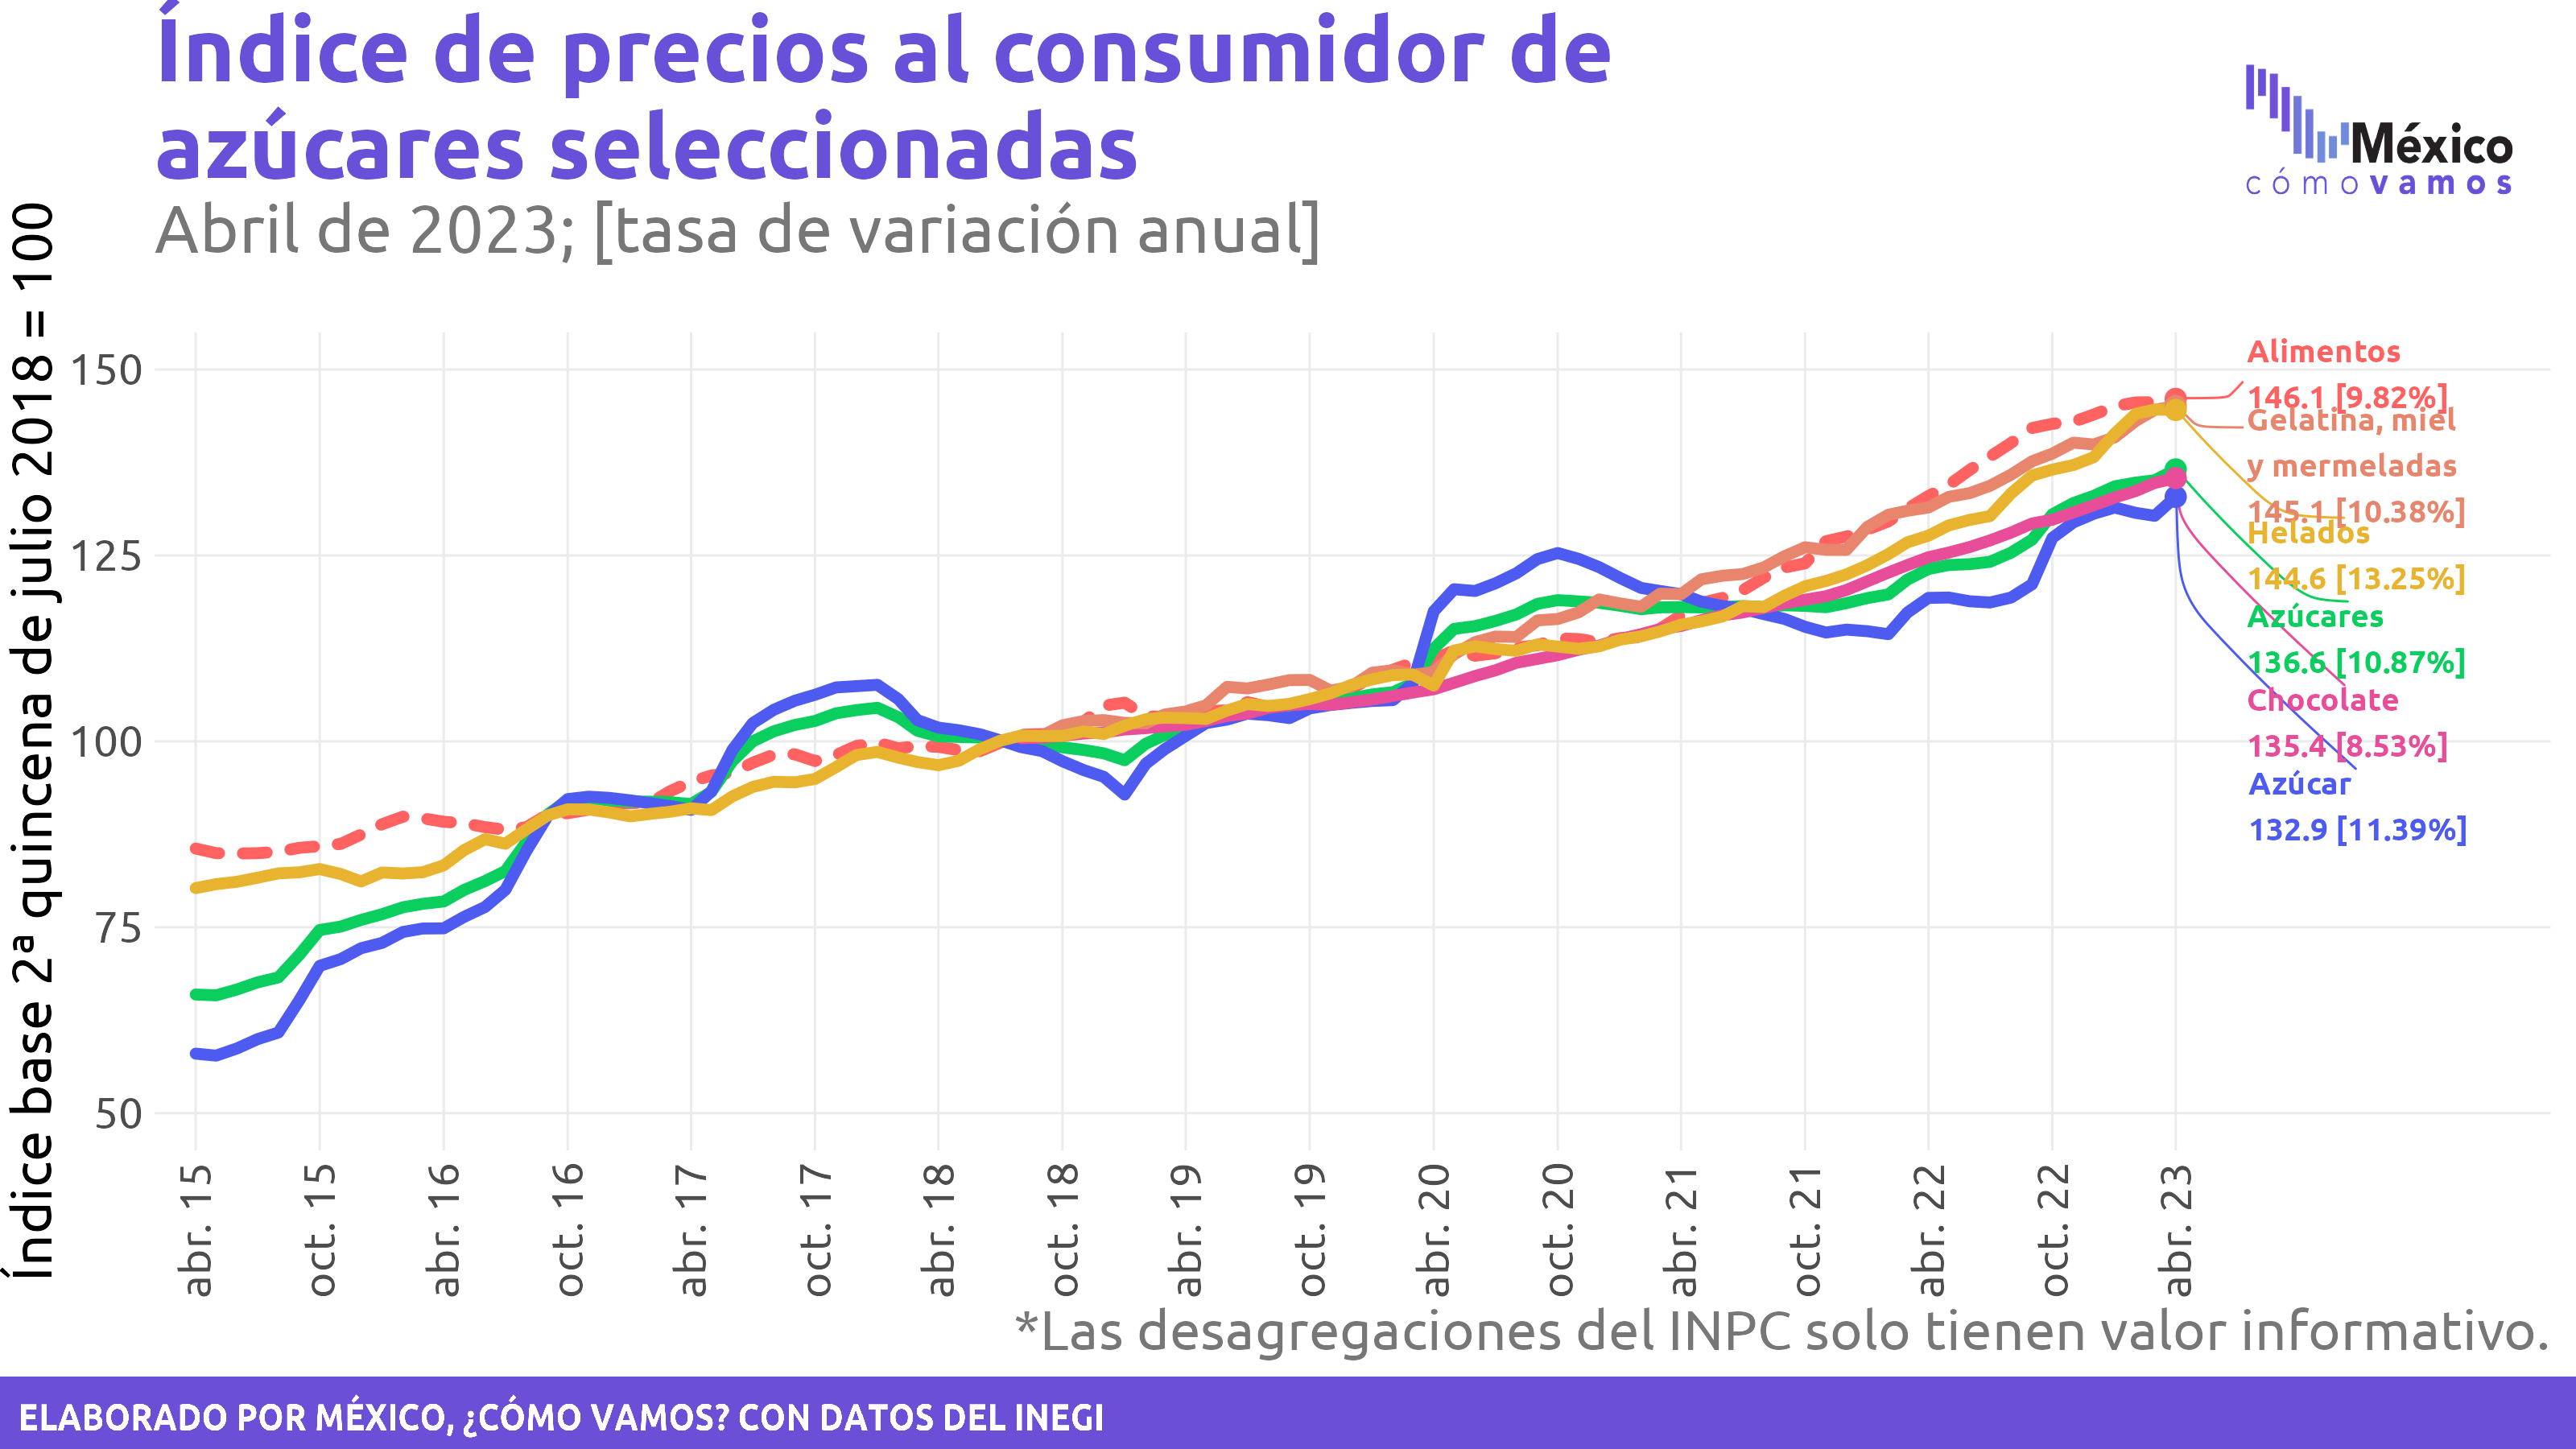 Índice de precios al consumidor de
azúcares seleccionadas
Abril de 2023; [tasa de variación anual]
México
cómo vamos
Índice base 2ª quincena de julio 2018 = 100
150
125
100
75
50
Alimentos
146.1 [9.82%]
Gelatina, miel
y mermeladas
145.1 [10.38%]
Helados
144.6 [13.25%]
Azúcares
136.6 [10.87%]
Chocolate
135.4 [8.53%]
Azúcar
132.9 [11.39%]
abr. 15
oct. 15
abr. 16
oct. 16
abr. 17
oct. 17
abr. 18
oct. 18
abr. 19
oct. 19
abr. 20
oct. 20
abr. 21
oct. 21
abr. 22
oct. 22
abr. 23
*Las desagregaciones del INPC solo tienen valor informativo.
ELABORADO POR MÉXICO, ¿CÓMO VAMOS? CON DATOS DEL INEGI